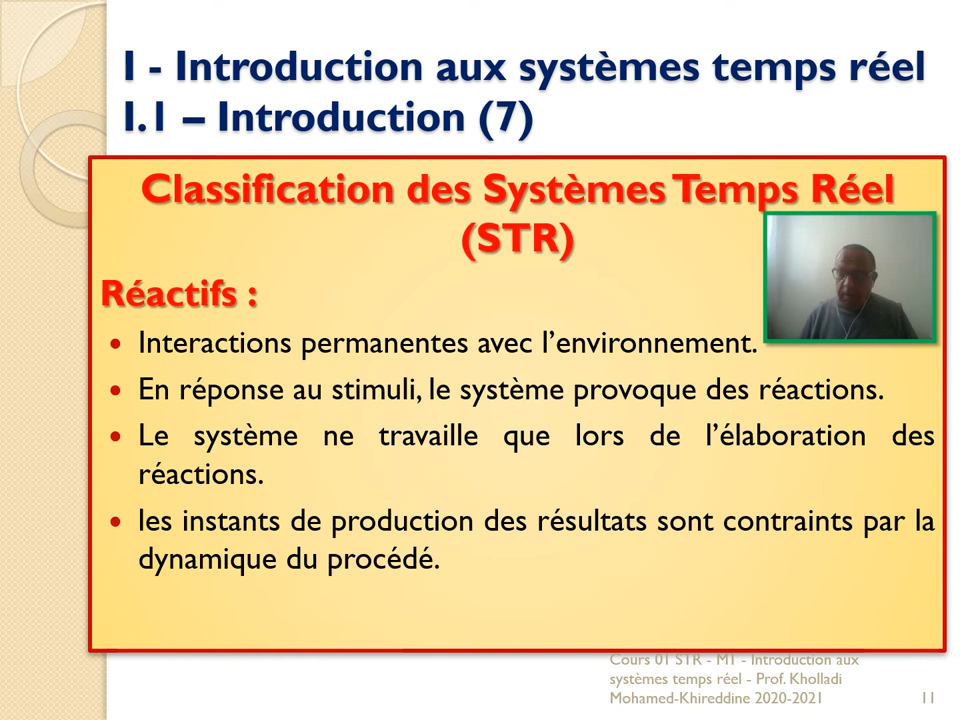 I - Introduction aux systèmes temps réel
I.1 – Introduction (7)
Classification des Systèmes Temps Réel
(STR)
Réactifs :
• Interactions permanentes avec l’environnement.
• En réponse au stimuli, le système provoque des réactions.
• Le système ne travaille que lors de l’élaboration des
réactions.
• les instants de production des résultats sont contraints par la
dynamique du procédé.
Cours 01 STR - M1 - Introduction aux
systèmes temps réel - Prof. Kholladi
Mohamed-Khireddine 2020-2021
11